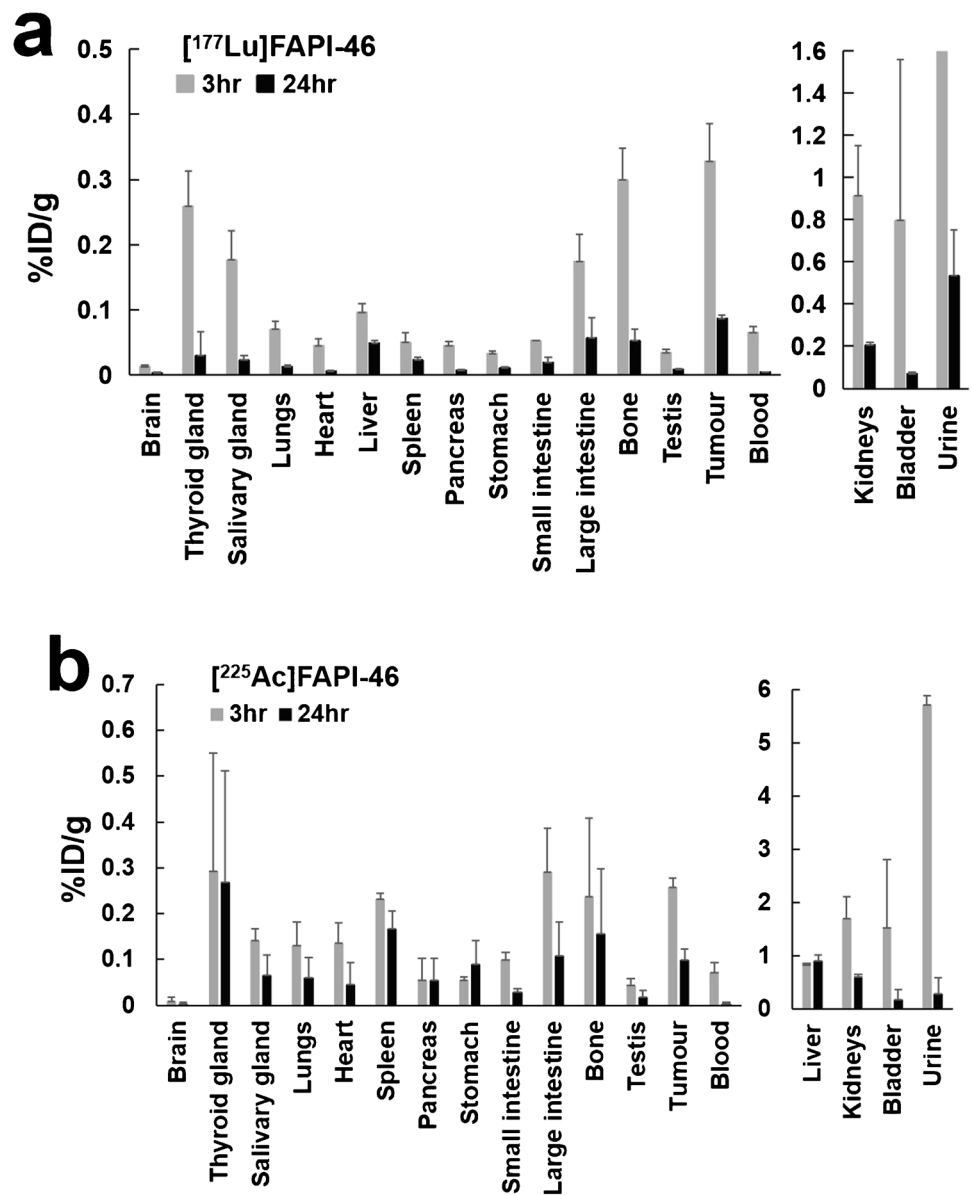 a
[¹⁷⁷Lu]FAPI-46
3hr 24hr
%ID/g
0.5
0.4
0.3
0.2
0.1
0
Brain
Thyroid gland
Salivary gland
Lungs
Heart
Liver
Spleen
Pancreas
Stomach
Small intestine
Large intestine
Bone
Testis
Tumour
Blood
1.6
1.4
1.2
1
0.8
0.6
0.4
0.2
0
Kidneys
Bladder
Urine
b
[²²⁵Ac]FAPI-46
3hr 24hr
%ID/g
0.7
0.6
0.5
0.4
0.3
0.2
0.1
0
Brain
Thyroid gland
Salivary gland
Lungs
Heart
Spleen
Pancreas
Stomach
Small intestine
Large intestine
Bone
Testis
Tumour
Blood
6
5
4
3
2
1
0
Liver
Kidneys
Bladder
Urine